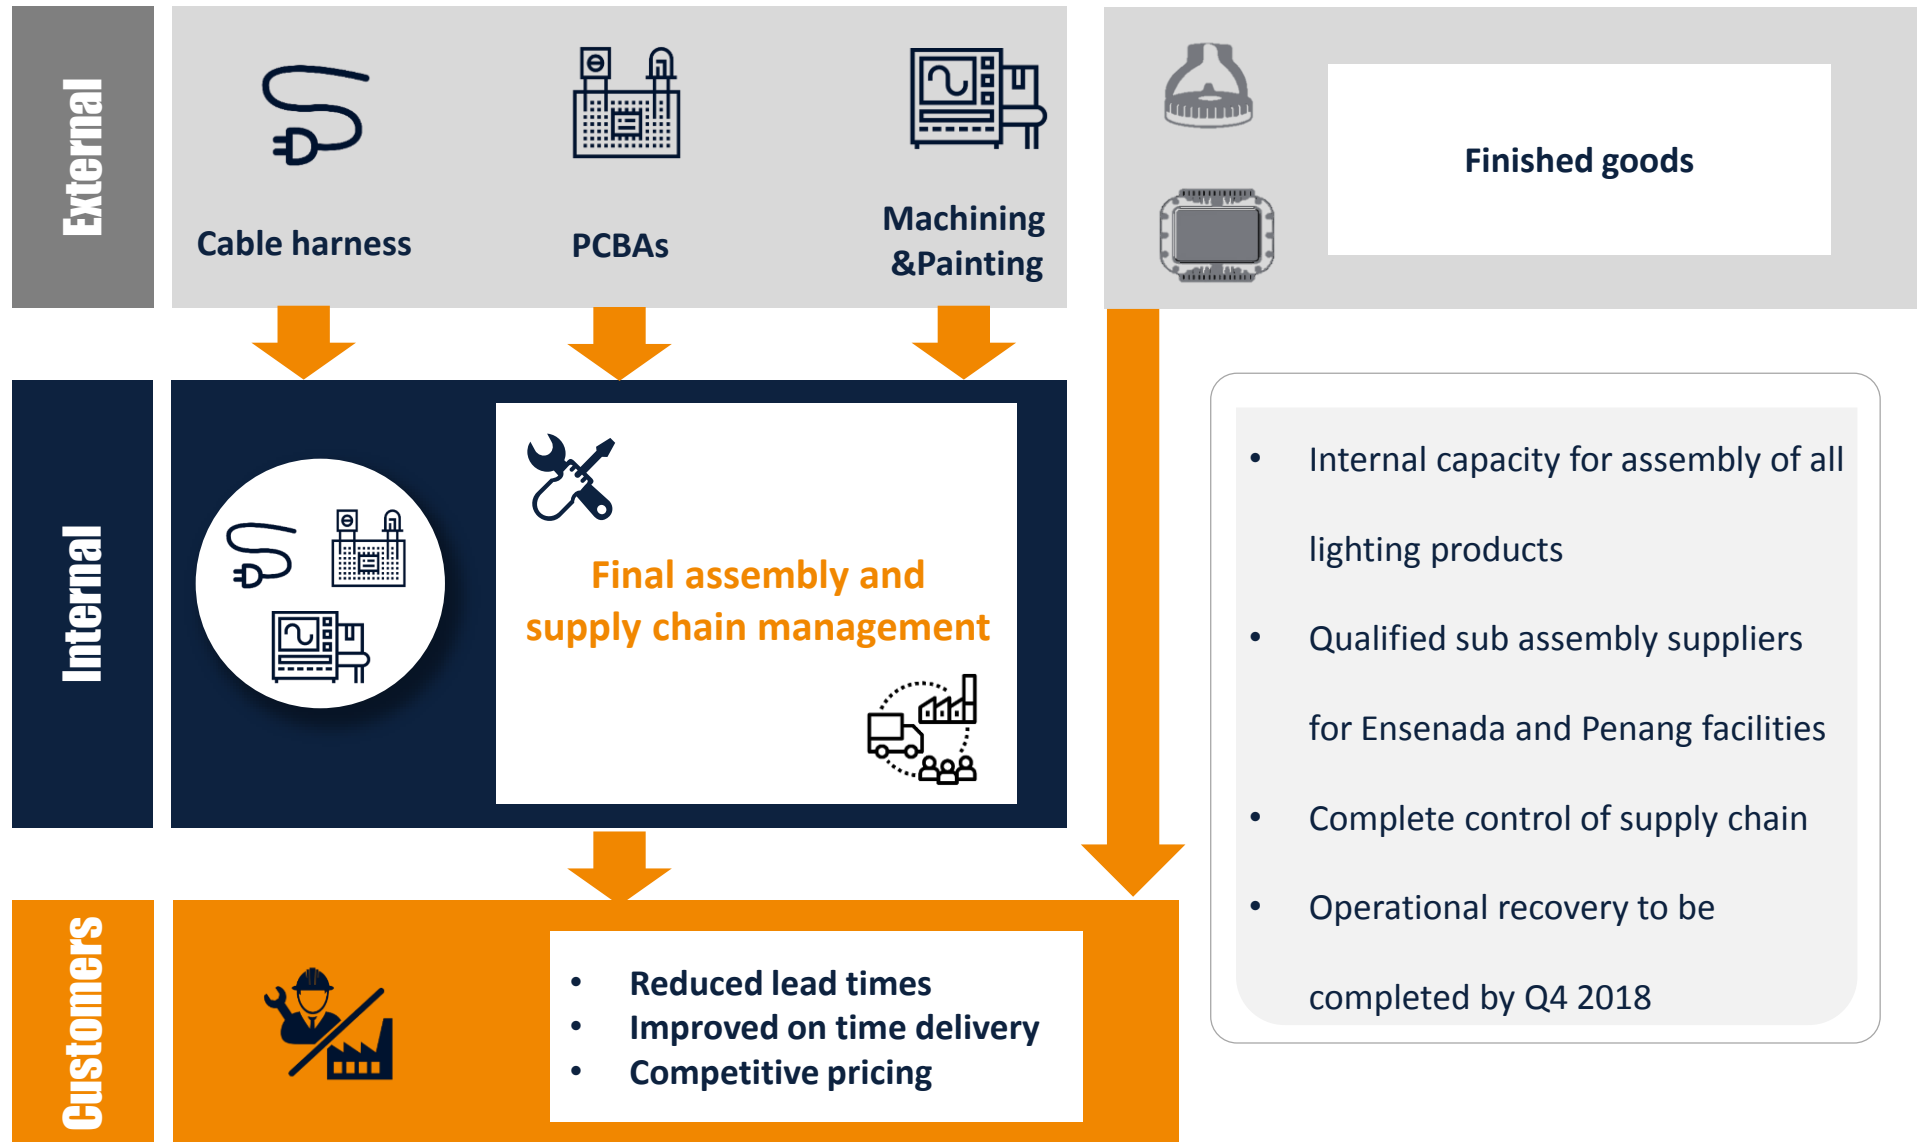 External
Cable harness
PCBAs
Machining
&Painting
Finished goods
Internal
Final assembly and
supply chain management
• Internal capacity for assembly of all
lighting products
• Qualified sub assembly suppliers
for Ensenada and Penang facilities
• Complete control of supply chain
• Operational recovery to be
completed by Q4 2018
Customers
• Reduced lead times
• Improved on time delivery
• Competitive pricing